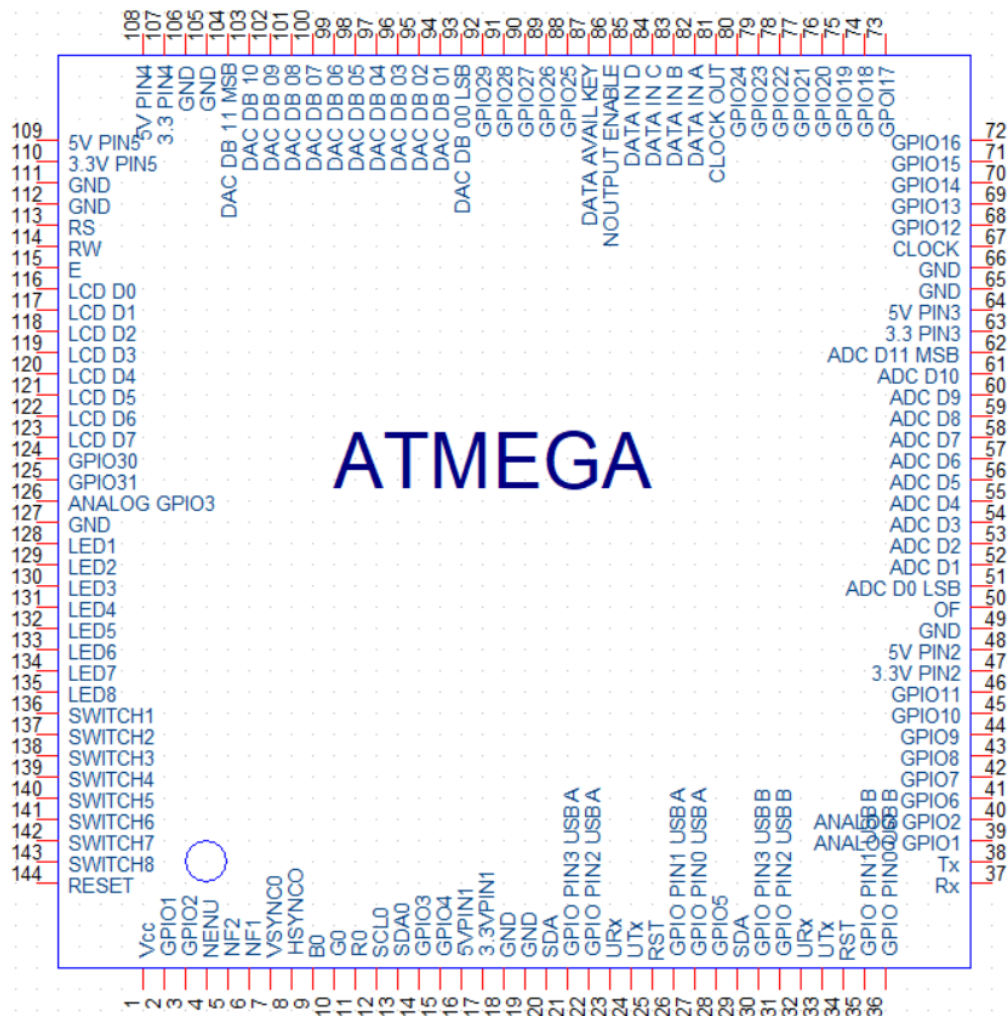 108
107
106
105
104
103
102
101
100
99
98
97
96
95
94
93
92
91
90
89
88
87
86
85
84
83
82
81
80
79
78
77
76
75
74
73
5V PIN4
3.3 PIN4
GND
GND
DAC DB 11 MSB
DAC DB 10
DAC DB 09
DAC DB 08
DAC DB 07
DAC DB 06
DAC DB 05
DAC DB 04
DAC DB 03
DAC DB 02
DAC DB 01
DAC DB 00 LSB
GPIO29
GPIO28
GPIO27
GPIO26
GPIO25
DATA AVAIL KEY
NOUTPUT ENABLE
DATA IN D
DATA IN C
DATA IN B
DATA IN A
CLOCK OUT
GPIO24
GPIO23
GPIO22
GPIO21
GPIO20
GPIO19
GPIO18
GPIO17
109 5V PIN5
110 3.3V PIN5
111 GND
112 GND
113 RS
114 RW
115 E
116 LCD D0
117 LCD D1
118 LCD D2
119 LCD D3
120 LCD D4
121 LCD D5
122 LCD D6
123 LCD D7
124 GPIO30
125 GPIO31
126 ANALOG GPIO3
127 GND
128 LED1
129 LED2
130 LED3
131 LED4
132 LED5
133 LED6
134 LED7
135 LED8
136 SWITCH1
137 SWITCH2
138 SWITCH3
139 SWITCH4
140 SWITCH5
141 SWITCH6
142 SWITCH7
143 SWITCH8
144 RESET
ATMEGA
GPIO16 72
GPIO15 71
GPIO14 70
GPIO13 69
GPIO12 68
CLOCK 67
GND 66
GND 65
5V PIN3 64
3.3 PIN3 63
ADC D11 MSB 62
ADC D10 61
ADC D9 60
ADC D8 59
ADC D7 58
ADC D6 57
ADC D5 56
ADC D4 55
ADC D3 54
ADC D2 53
ADC D1 52
ADC D0 LSB 51
OF 50
GND 49
5V PIN2 48
3.3V PIN2 47
GPIO11 46
GPIO10 45
GPIO9 44
GPIO8 43
GPIO7 42
GPIO6 41
ANALOG GPIO2 40
ANALOG GPIO1 39
Tx 38
Rx 37
Vcc
GPIO1
GPIO2
NENU
NF2
NF1
VSYNC0
HSYNCO
B0
G0
R0
SCL0
SDA0
GPIO3
GPIO4
5VPIN1
3.3VPIN1
GND
GND
SDA
GPIO PIN3 USB A
GPIO PIN2 USB A
URx
UTx
RST
GPIO PIN1 USB A
GPIO PIN0 USB A
GPIO5
SDA
GPIO PIN3 USB B
GPIO PIN2 USB B
URx
UTx
RST
GPIO PIN1 USB B
GPIO PIN0 USB B
1
2
3
4
5
6
7
8
9
10
11
12
13
14
15
16
17
18
19
20
21
22
23
24
25
26
27
28
29
30
31
32
33
34
35
36